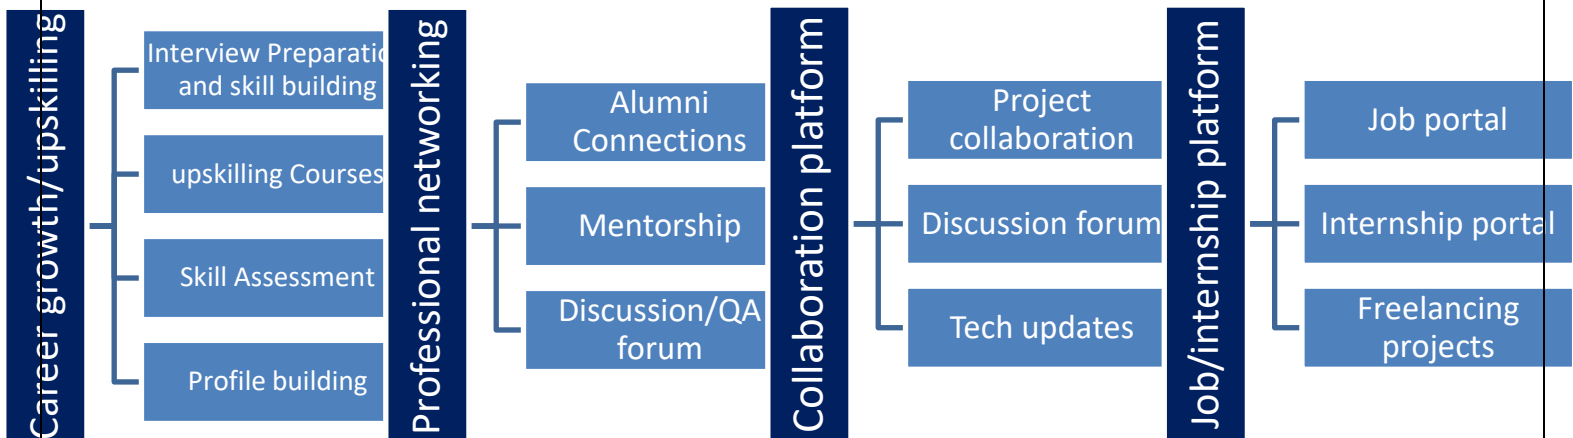 Career growth/upskilling
Interview Preparatio
and skill building
upskilling Courses
Skill Assessment
Profile building
Professional networking
Alumni
Connections
Mentorship
Discussion/QA
forum
Collaboration platform
Project
collaboration
Discussion forum
Tech updates
Job/internship platform
Job portal
Internship portal
Freelancing
projects